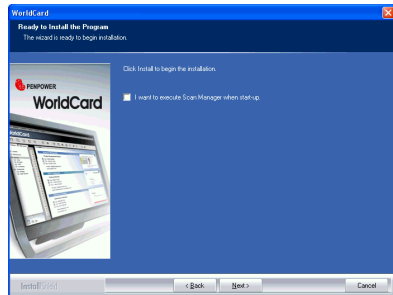 WorldCard
Ready to Install the Program
The wizard is ready to begin installation.
Click Install to begin the installation.
I want to execute Scan Manager when start-up.
PENPOWER
WorldCard
InstallShield
< Back
Next >
Cancel